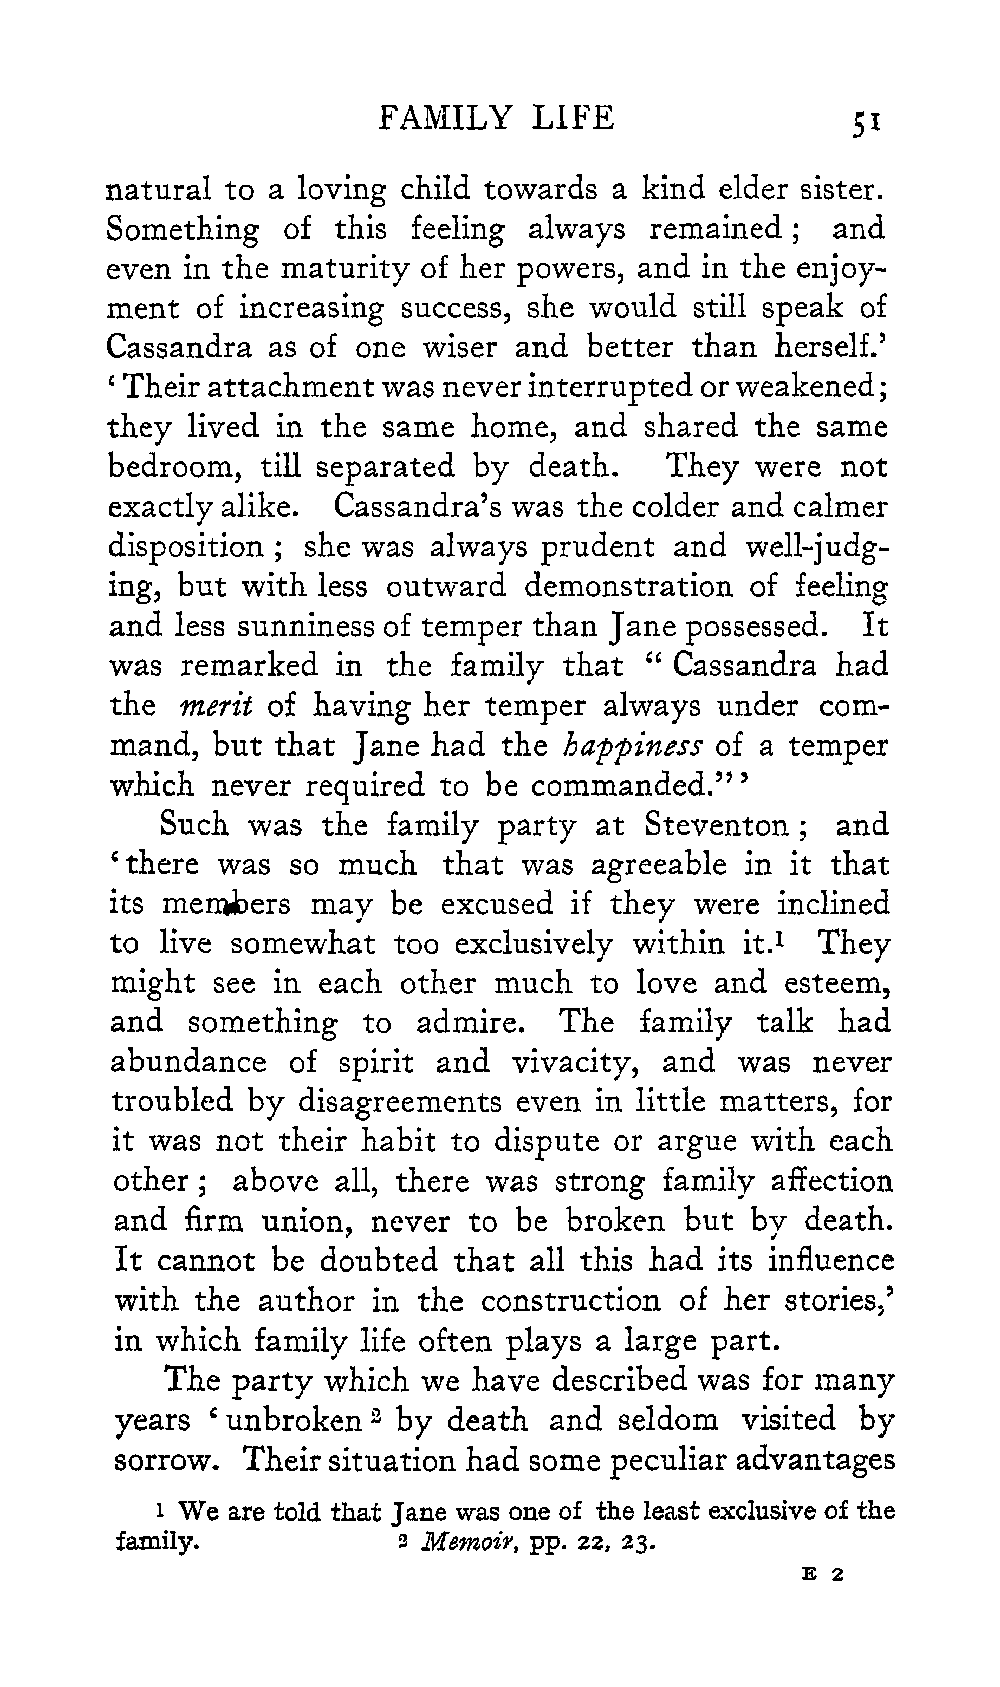 FAMILY LIFE 51
natural to a loving child towards a kind elder sister.
Something of this feeling always remained ; and
even in the maturity of her powers, and in the enjoy-
ment of increasing success, she would still speak of
Cassandra as of one wiser and better than herself.’
‘ Their attachment was never interrupted or weakened ;
they lived in the same home, and shared the same
bedroom, till separated by death. They were not
exactly alike. Cassandra’s was the colder and calmer
disposition ; she was always prudent and well-judg-
ing, but with less outward demonstration of feeling
and less sunniness of temper than Jane possessed. It
was remarked in the family that “ Cassandra had
the merit of having her temper always under com-
mand, but that Jane had the happiness of a temper
which never required to be commanded.” ’
Such was the family party at Steventon ; and
‘ there was so much that was agreeable in it that
its members may be excused if they were inclined
to live somewhat too exclusively within it.¹ They
might see in each other much to love and esteem,
and something to admire. The family talk had
abundance of spirit and vivacity, and was never
troubled by disagreements even in little matters, for
it was not their habit to dispute or argue with each
other ; above all, there was strong family affection
and firm union, never to be broken but by death.
It cannot be doubted that all this had its influence
with the author in the construction of her stories,’
in which family life often plays a large part.
The party which we have described was for many
years ‘ unbroken ² by death and seldom visited by
sorrow. Their situation had some peculiar advantages
¹ We are told that Jane was one of the least exclusive of the
family. ² Memoir, pp. 22, 23.
E 2